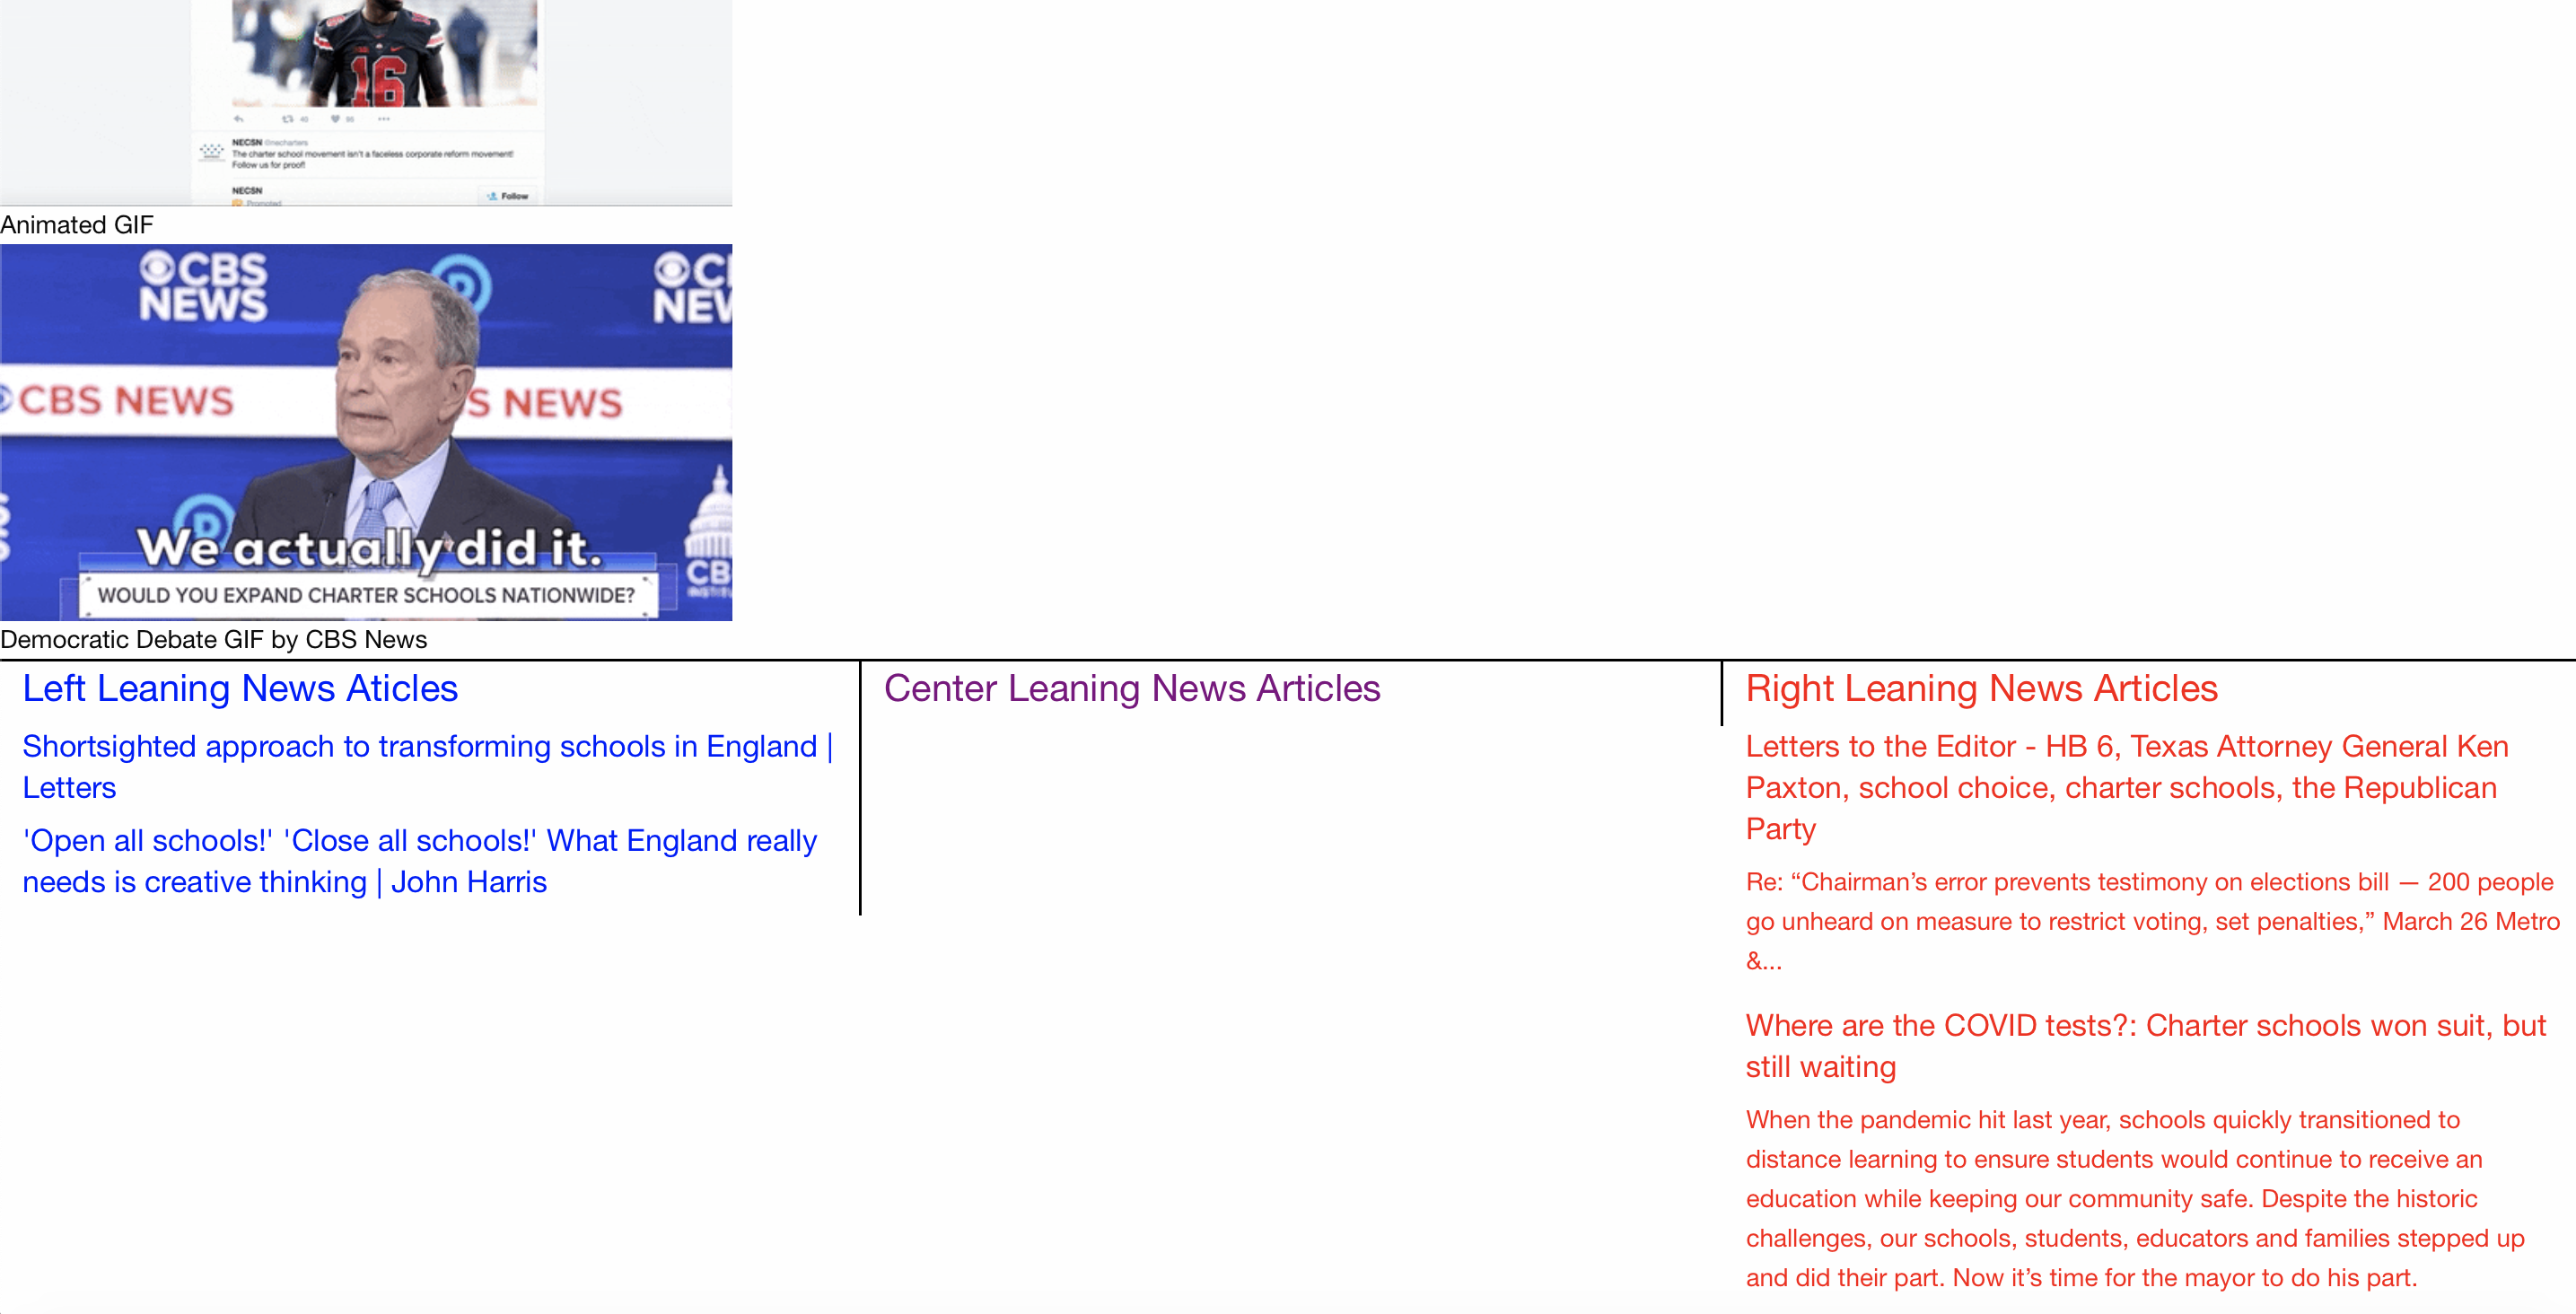 16
40 98
NECSN @necharters
The charter school movement isn't a faceless corporate reform movement!
Follow us for proof!
NECSN
Follow
Promoted
Animated GIF
CBS
NEWS
CBS NEWS
S NEWS
We actually did it.
WOULD YOU EXPAND CHARTER SCHOOLS NATIONWIDE?
Democratic Debate GIF by CBS News
Left Leaning News Aticles
Shortsighted approach to transforming schools in England |
Letters
'Open all schools!' 'Close all schools!' What England really
needs is creative thinking | John Harris
Center Leaning News Articles
Right Leaning News Articles
Letters to the Editor - HB 6, Texas Attorney General Ken
Paxton, school choice, charter schools, the Republican
Party
Re: “Chairman’s error prevents testimony on elections bill — 200 people
go unheard on measure to restrict voting, set penalties,” March 26 Metro
&...
Where are the COVID tests?: Charter schools won suit, but
still waiting
When the pandemic hit last year, schools quickly transitioned to
distance learning to ensure students would continue to receive an
education while keeping our community safe. Despite the historic
challenges, our schools, students, educators and families stepped up
and did their part. Now it’s time for the mayor to do his part.